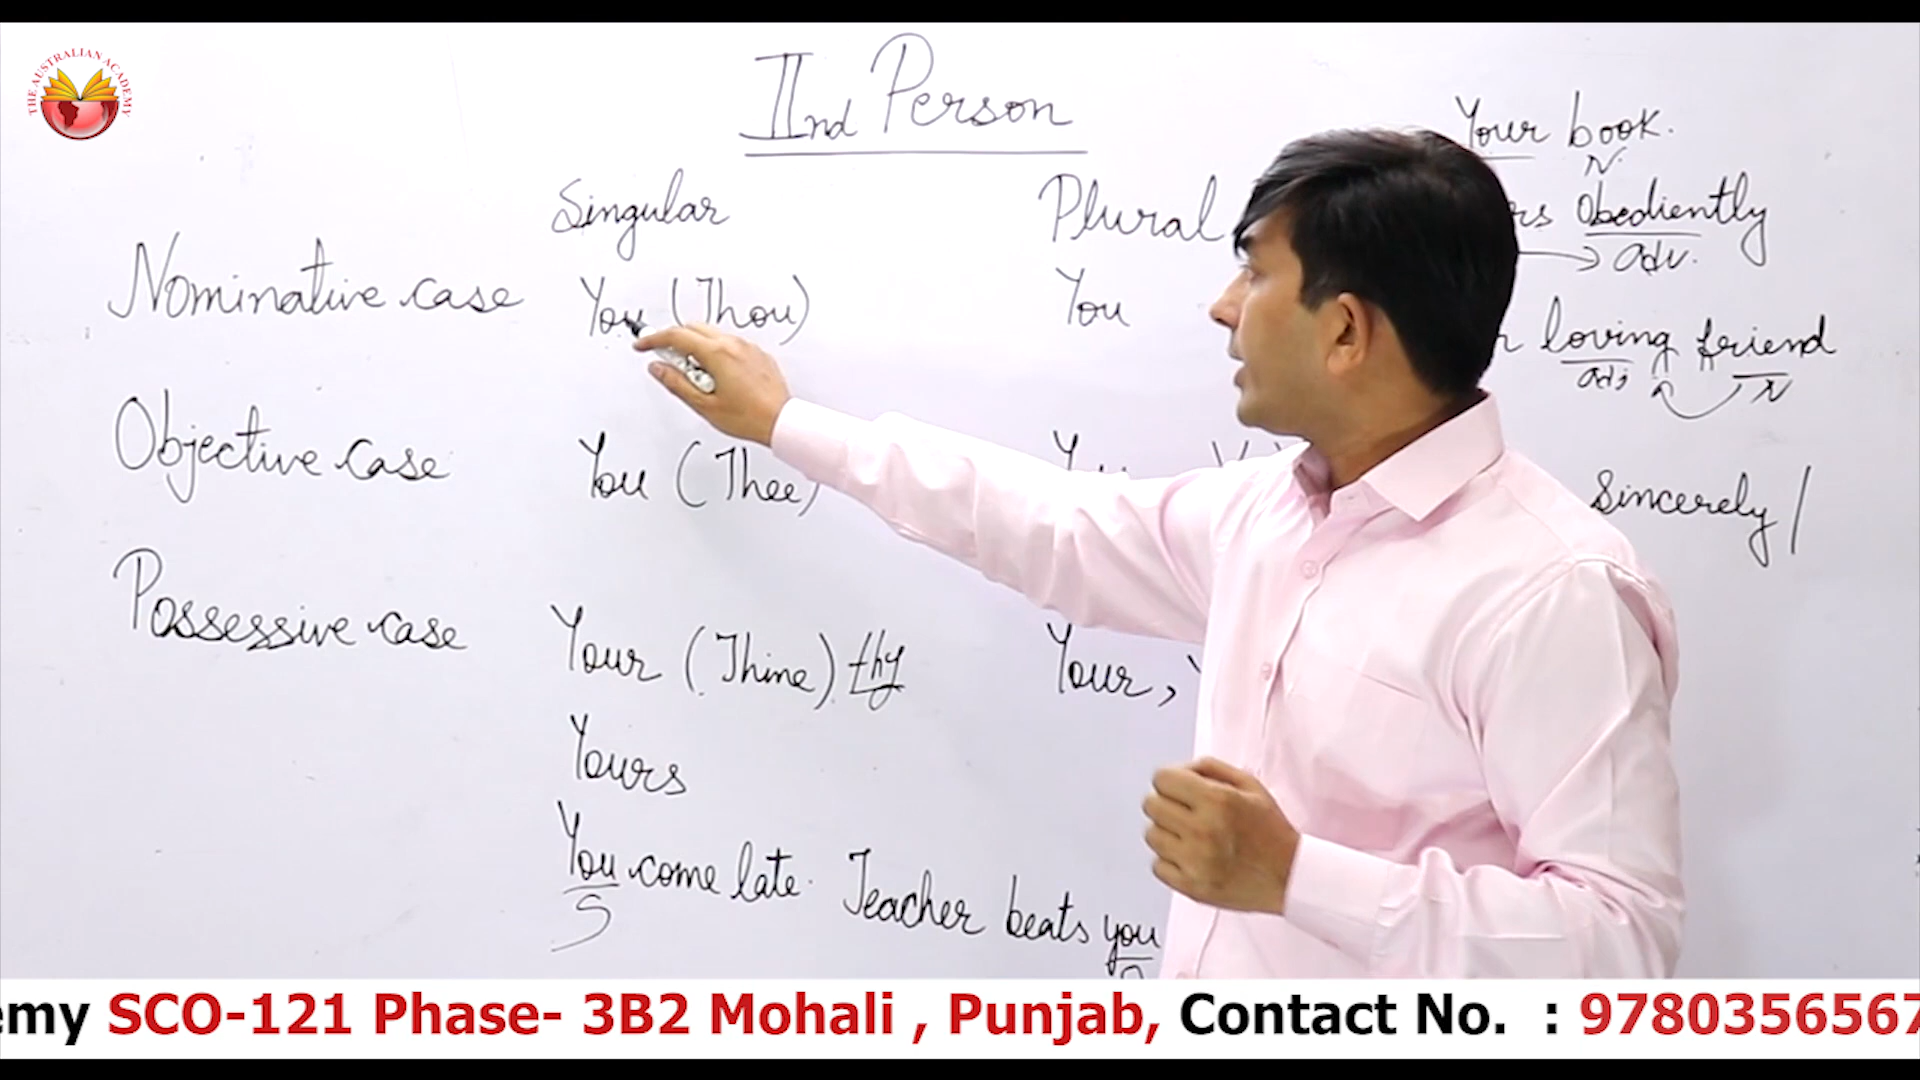 THE AUSTRALIAN ACADEMY
IInd Person
Singular
Plural
Nominative case
You (Thou)
You
Objective case
You (Thee)
Possessive case
Your (Thine) thy
Your,
Yours
You come late. Teacher beats you
S
Your book.
N.
Obediently
adv.
loving friend
adj N
Sincerely /
emy SCO-121 Phase- 3B2 Mohali , Punjab, Contact No. : 9780356567